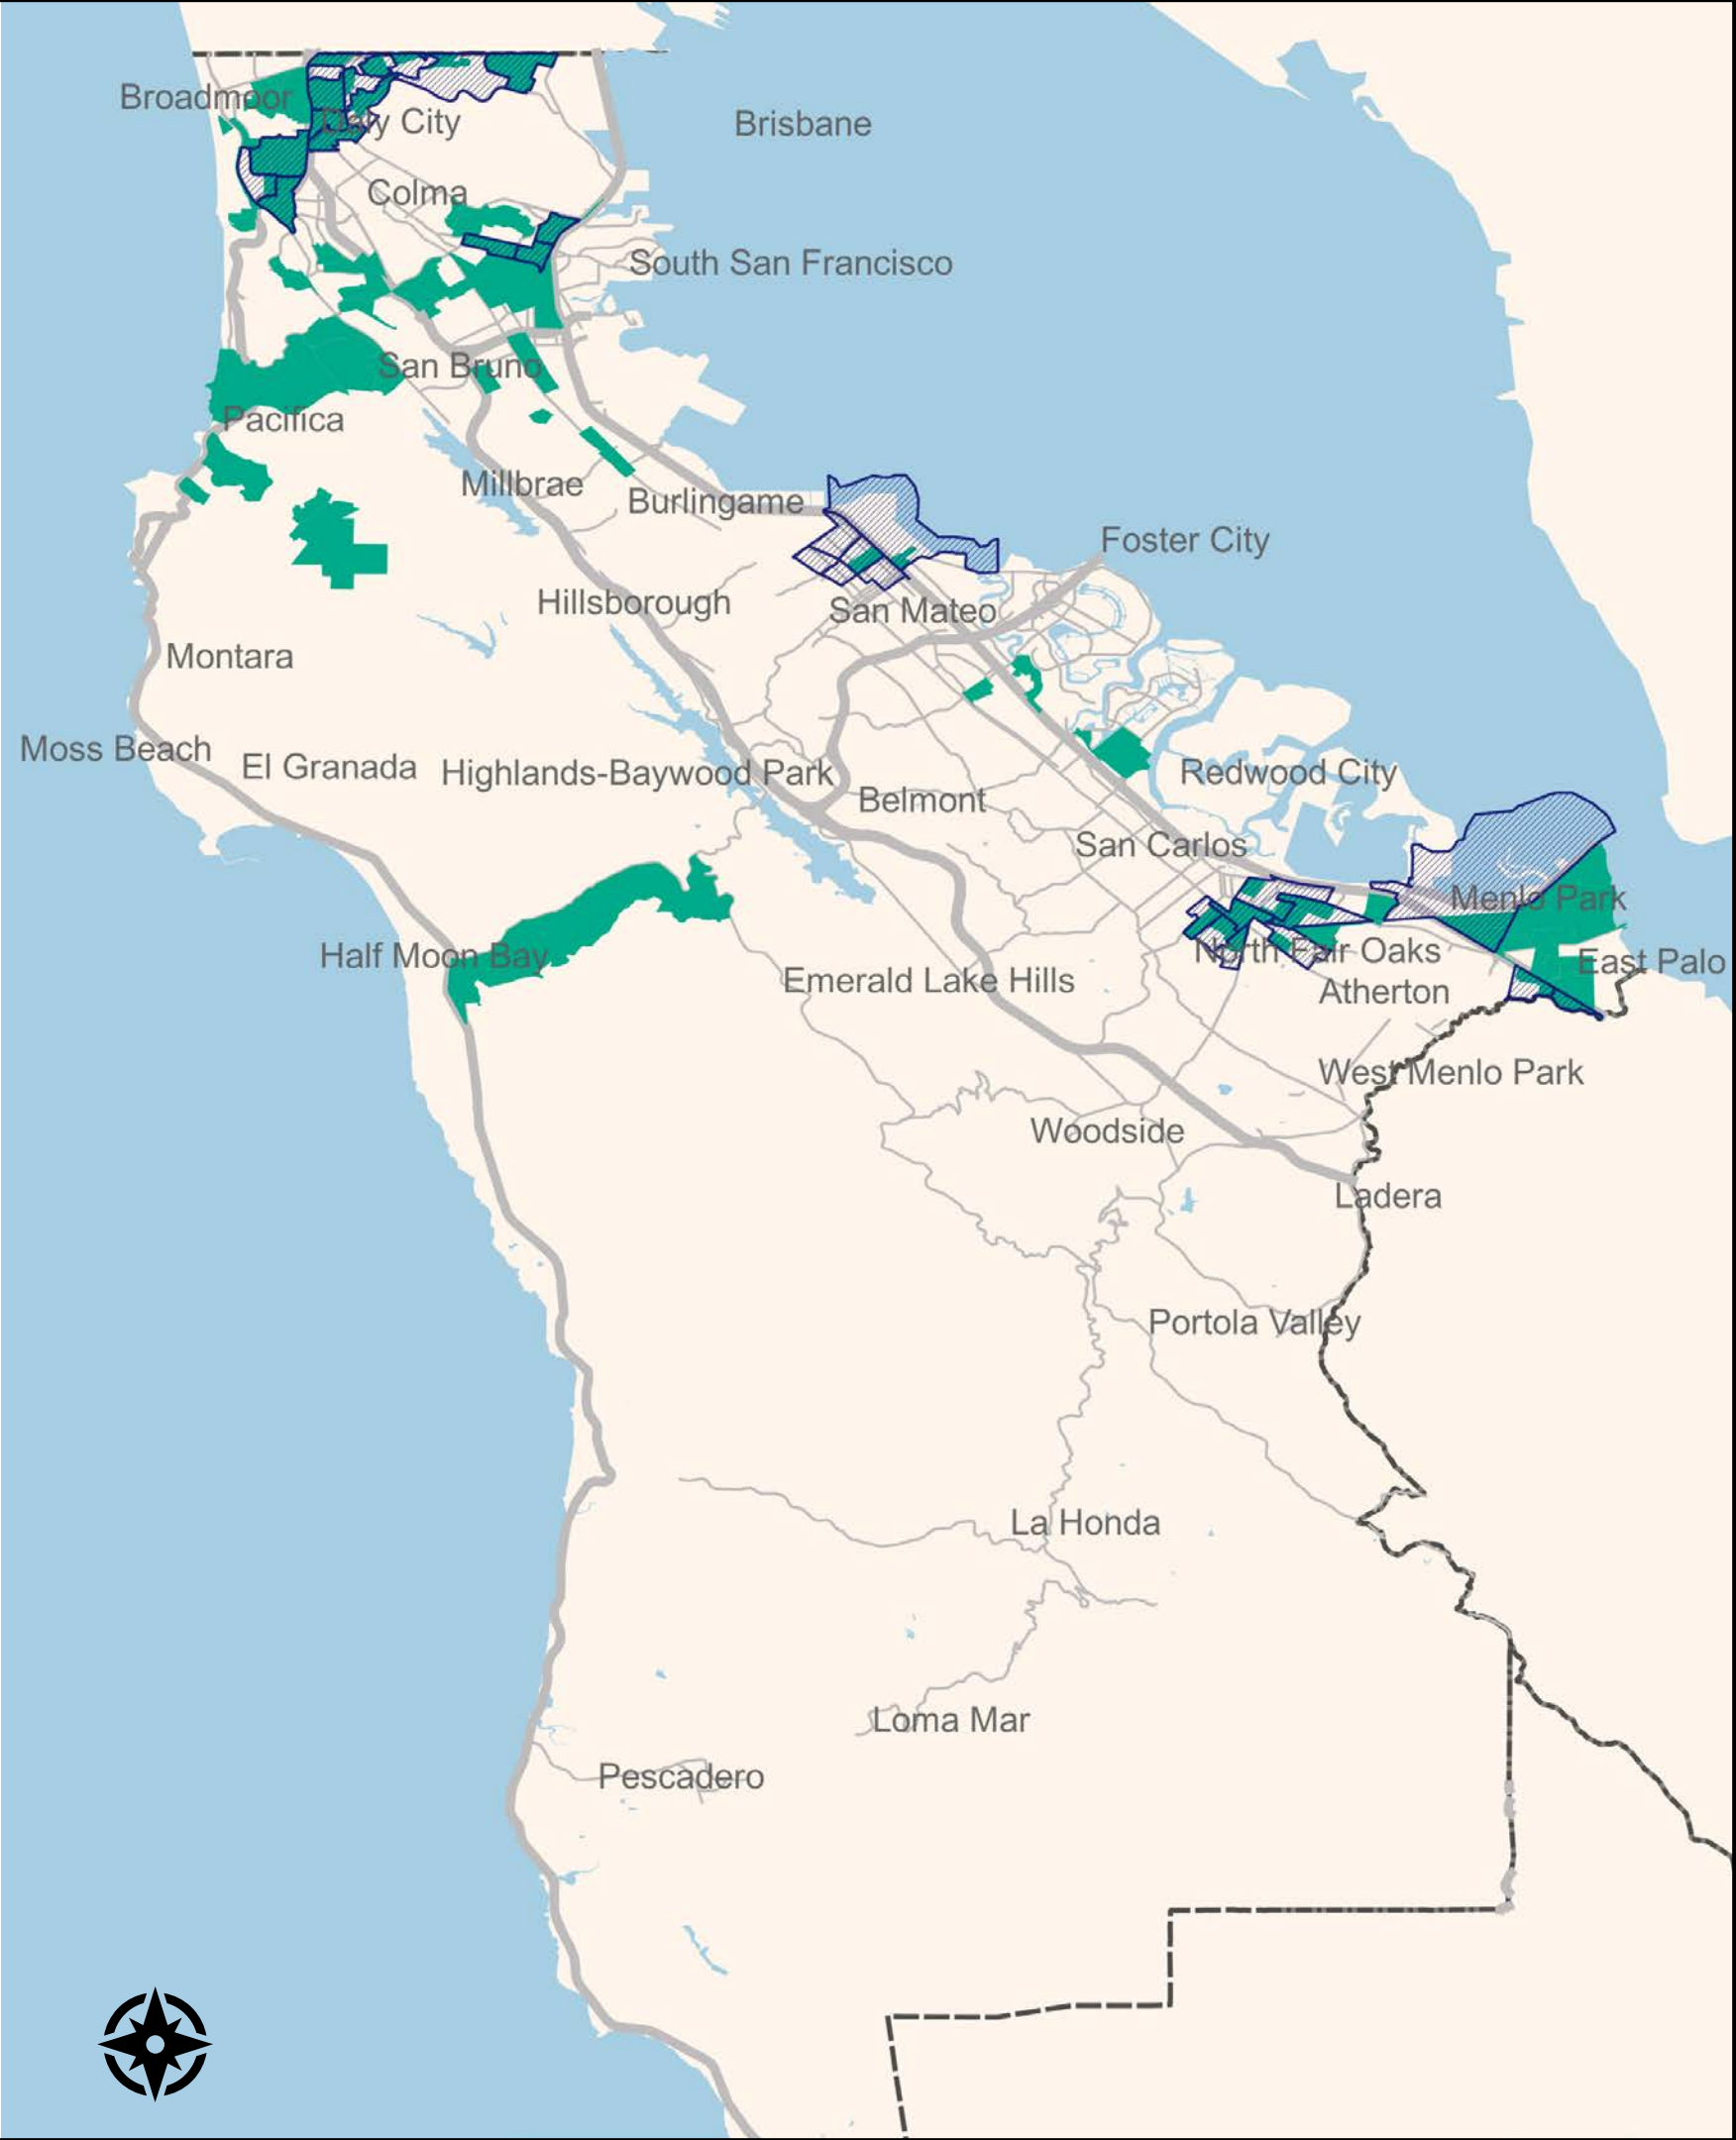 Broadmoor
Daly City
Brisbane
Colma
South San Francisco
San Bruno
Pacifica
Millbrae
Burlingame
Foster City
Hillsborough
San Mateo
Montara
Moss Beach
El Granada
Highlands-Baywood Park
Belmont
Redwood City
San Carlos
Menlo Park
Half Moon Bay
North Fair Oaks
East Palo
Emerald Lake Hills
Atherton
West Menlo Park
Woodside
Ladera
Portola Valley
La Honda
Loma Mar
Pescadero